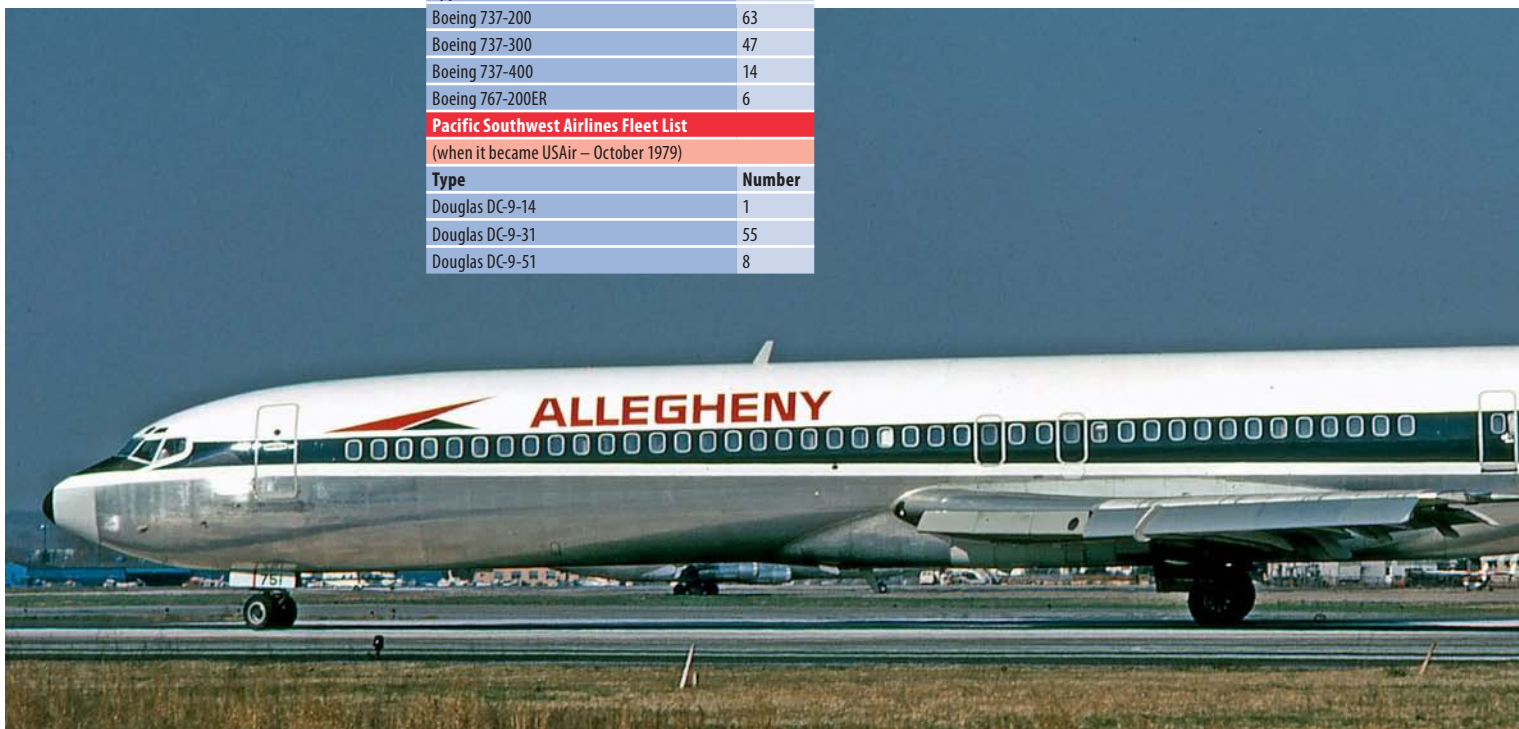 Boeing 737-200 63
Boeing 737-300 47
Boeing 737-400 14
Boeing 767-200ER 6
Pacific Southwest Airlines Fleet List
(when it became USAir – October 1979)
Type Number
Douglas DC-9-14 1
Douglas DC-9-31 55
Douglas DC-9-51 8
ALLEGHENY
751